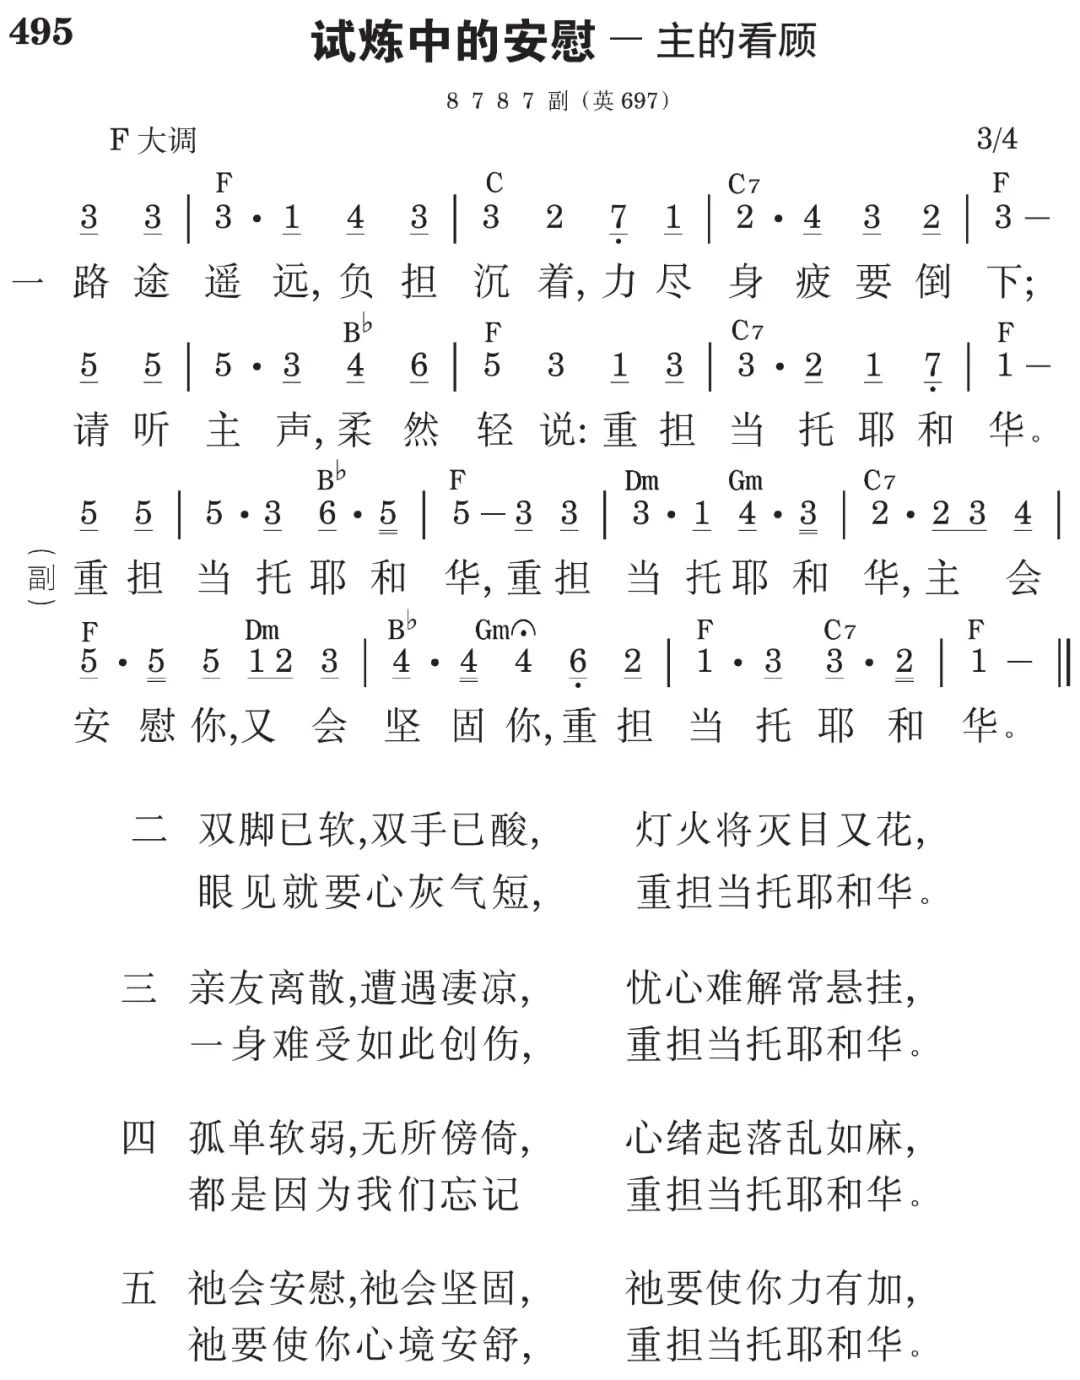 495
试炼中的安慰 — 主的看顾
8 7 8 7 副（英 697）
F 大调 3/4
F C C7 F
3 3 | 3 · 1 4 3 | 3 2 7 1 | 2 · 4 3 2 | 3 –
一 路途遥远,负担沉着,力尽身疲要倒下;
B♭ F C7 F
5 5 | 5 · 3 4 6 | 5 3 1 3 | 3 · 2 1 7 | 1 –
请听主声,柔然轻说:重担当托耶和华。
B♭ F Dm Gm C7
5 5 | 5 · 3 6 · 5 | 5 – 3 3 | 3 · 1 4 · 3 | 2 · 2 3 4 |
（副）重担当托耶和华,重担当托耶和华,主会
F Dm B♭ Gm F C7 F
5 · 5 5 1 2 3 | 4 · 4 4 6 2 | 1 · 3 3 · 2 | 1 – ‖
安慰你,又会坚固你,重担当托耶和华。
二 双脚已软,双手已酸, 灯火将灭目又花,
眼见就要心灰气短, 重担当托耶和华。
三 亲友离散,遭遇凄凉, 忧心难解常悬挂,
一身难受如此创伤, 重担当托耶和华。
四 孤单软弱,无所傍倚, 心绪起落乱如麻,
都是因为我们忘记 重担当托耶和华。
五 祂会安慰,祂会坚固, 祂要使你力有加,
祂要使你心境安舒, 重担当托耶和华。